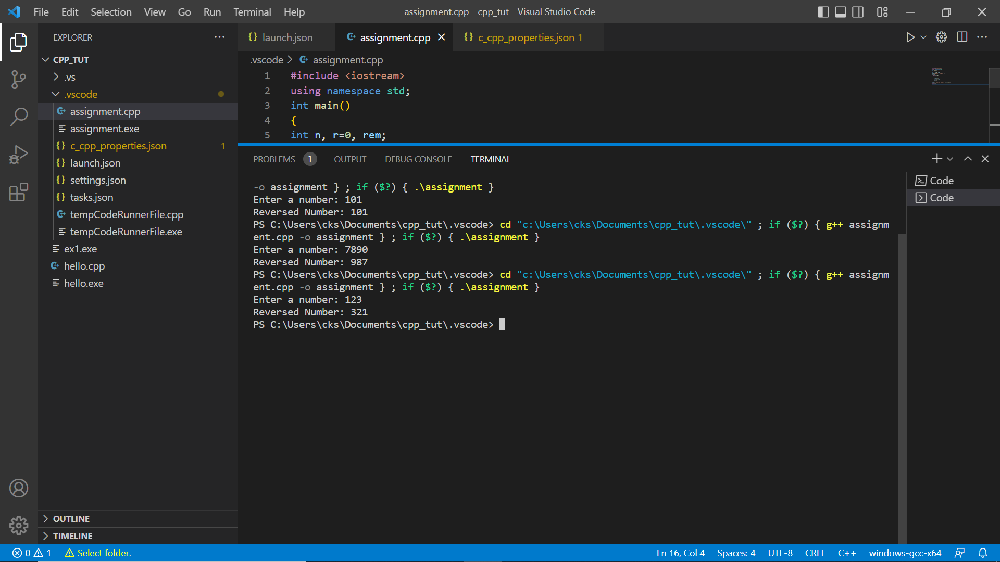 File Edit Selection View Go Run Terminal Help
assignment.cpp - cpp_tut - Visual Studio Code
EXPLORER
CPP_TUT
.vs
.vscode
assignment.cpp
assignment.exe
c_cpp_properties.json 1
launch.json
settings.json
tasks.json
tempCodeRunnerFile.cpp
tempCodeRunnerFile.exe
ex1.exe
hello.cpp
hello.exe
OUTLINE
TIMELINE
launch.json assignment.cpp c_cpp_properties.json 1
.vscode > assignment.cpp
1 #include <iostream>
2 using namespace std;
3 int main()
4 {
5 int n, r=0, rem;
PROBLEMS 1 OUTPUT DEBUG CONSOLE TERMINAL
-o assignment } ; if ($?) { .\assignment }
Enter a number: 101
Reversed Number: 101
PS C:\Users\cks\Documents\cpp_tut\.vscode> cd "c:\Users\cks\Documents\cpp_tut\.vscode\" ; if ($?) { g++ assignm
ent.cpp -o assignment } ; if ($?) { .\assignment }
Enter a number: 7890
Reversed Number: 987
PS C:\Users\cks\Documents\cpp_tut\.vscode> cd "c:\Users\cks\Documents\cpp_tut\.vscode\" ; if ($?) { g++ assignm
ent.cpp -o assignment } ; if ($?) { .\assignment }
Enter a number: 123
Reversed Number: 321
PS C:\Users\cks\Documents\cpp_tut\.vscode>
Code
Code
0 1 Select folder. Ln 16, Col 4 Spaces: 4 UTF-8 CRLF C++ windows-gcc-x64